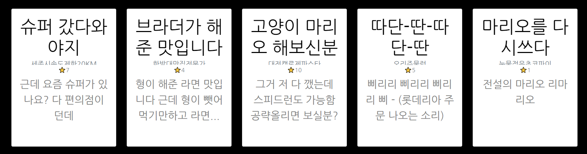 슈퍼 갔다와
야지
7
근데 요즘 슈퍼가 있
나요? 다 편의점이
던데
브라더가 해
준 맛입니다
4
형이 해준 라면 맛입
니다 근데 형이 뺏어
먹기만하고 라면...
고양이 마리
오 해보신분
10
그거 저 다 깼는데
스피드런도 가능함
공략올리면 보실분?
따단-딴-따
단-딴
3
삐리리 삐리리 삐리
리 삐 - (롯데리아 주
문 나오는 소리)
마리오를 다
시쓰다
1
전설의 마리오 리마
리오